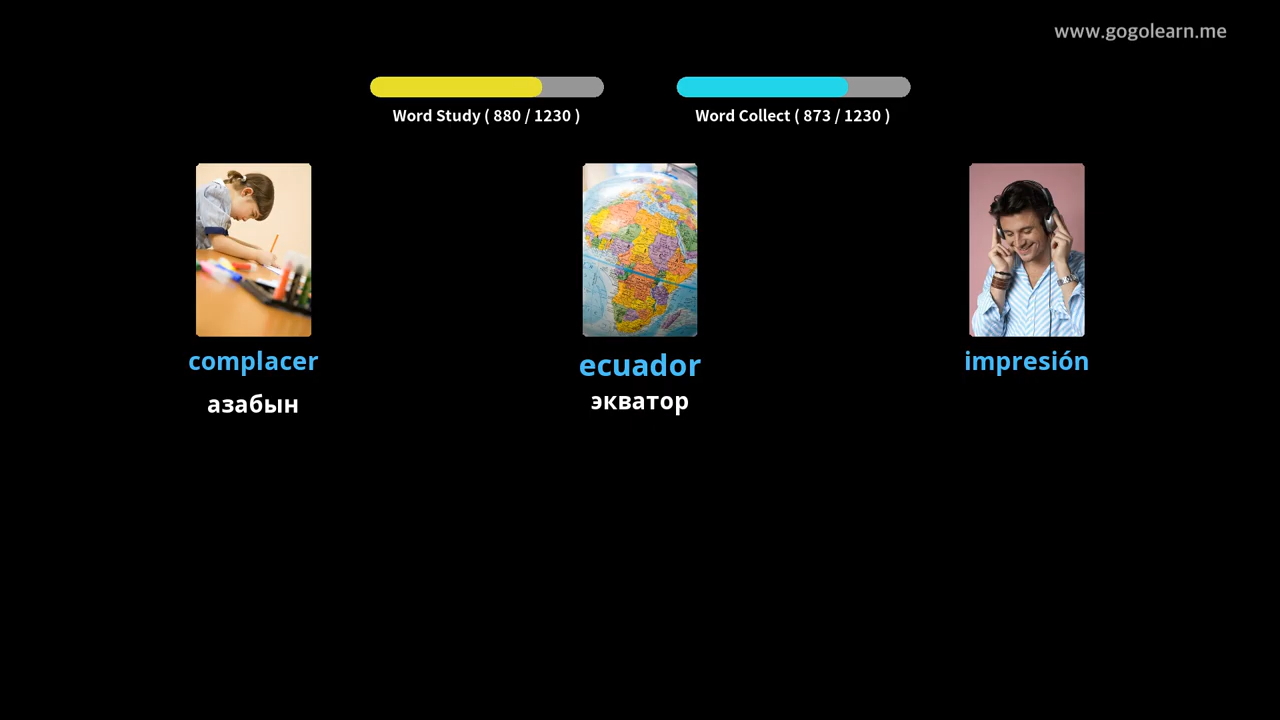 www.gogolearn.me
Word Study ( 880 / 1230 )
Word Collect ( 873 / 1230 )
complacer
азабын
ecuador
экватор
impresión